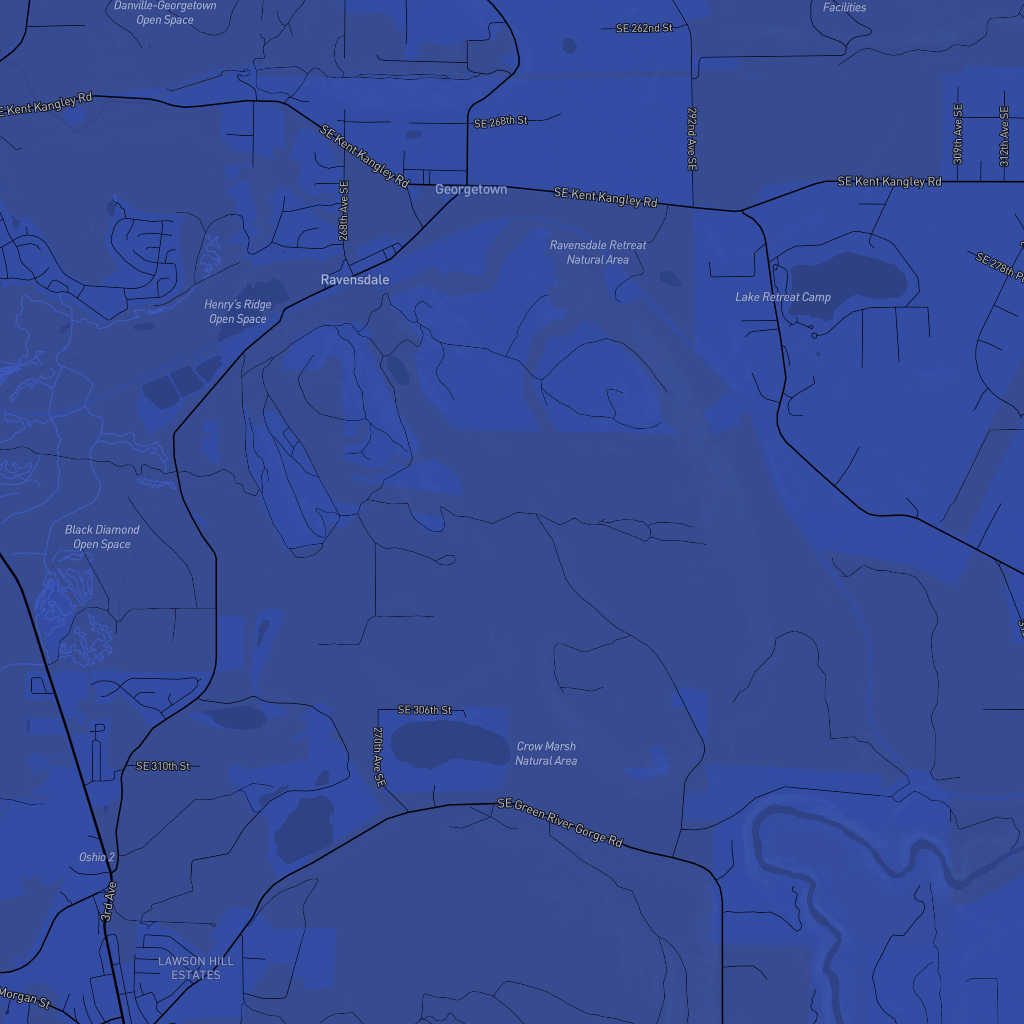 Danville-Georgetown
Open Space
Facilities
SE 262nd St
SE Kent Kangley Rd
SE 268th St
SE Kent Kangley Rd
292nd Ave SE
309th Ave SE
312th Ave SE
Georgetown
SE Kent Kangley Rd
SE Kent Kangley Rd
268th Ave SE
Ravensdale Retreat
Natural Area
SE 278th
Ravensdale
Lake Retreat Camp
Henry's Ridge
Open Space
Black Diamond
Open Space
SE 306th St
270th Ave SE
Crow Marsh
Natural Area
SE 310th St
SE Green River Gorge Rd
Oshio 2
3rd Ave
LAWSON HILL
ESTATES
Morgan St